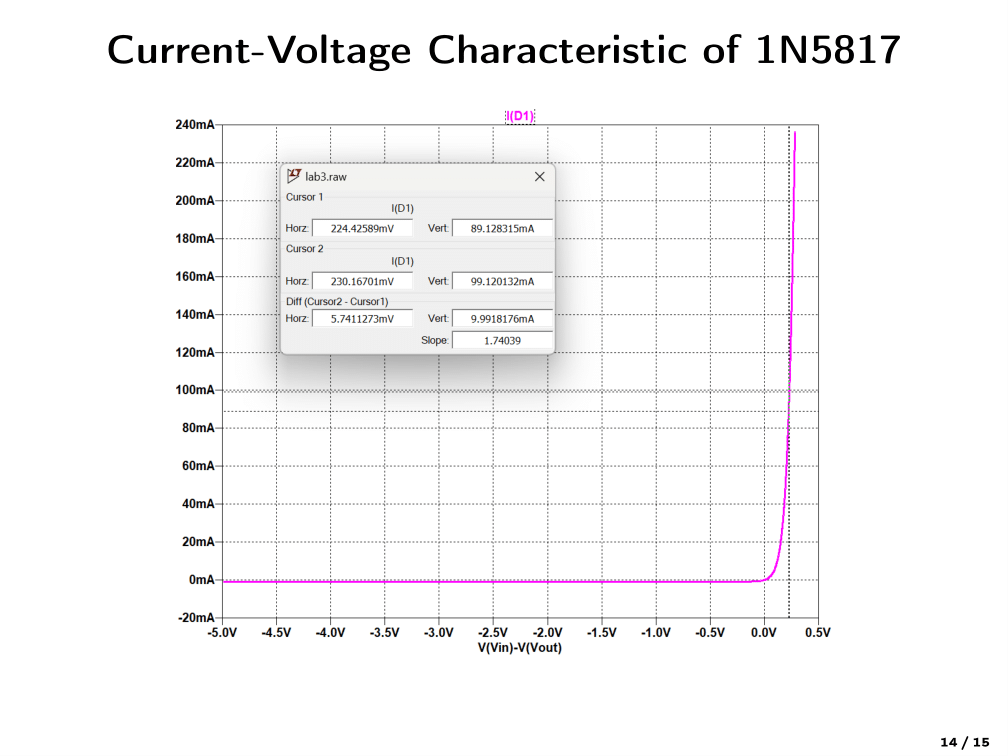 Current-Voltage Characteristic of 1N5817
I(D1)
240mA
220mA
200mA
180mA
160mA
140mA
120mA
100mA
80mA
60mA
40mA
20mA
0mA
-20mA
lab3.raw
Cursor 1
I(D1)
Horz: 224.42589mV Vert: 89.128315mA
Cursor 2
I(D1)
Horz: 230.16701mV Vert: 99.120132mA
Diff (Cursor2 - Cursor1)
Horz: 5.7411273mV Vert: 9.9918176mA
Slope: 1.74039
-5.0V -4.5V -4.0V -3.5V -3.0V -2.5V -2.0V -1.5V -1.0V -0.5V 0.0V 0.5V
V(Vin)-V(Vout)
14 / 15